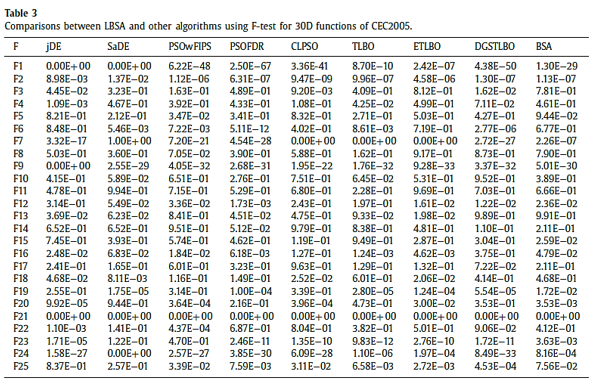 Table 3
Comparisons between LBSA and other algorithms using F-test for 30D functions of CEC2005.
F jDE SaDE PSOwFIPS PSOFDR CLPSO TLBO ETLBO DGSTLBO BSA
F1 0.00E+00 0.00E+00 6.22E−48 2.50E−67 3.36E−41 8.70E−10 2.42E−07 4.38E−50 1.30E−29
F2 8.98E−03 1.37E−02 1.12E−06 6.31E−07 9.47E−09 9.96E−07 4.58E−06 1.30E−07 1.13E−07
F3 4.45E−02 3.23E−01 1.63E−01 4.89E−01 9.20E−03 4.09E−01 8.12E−01 1.62E−02 7.81E−01
F4 1.09E−03 4.67E−01 3.92E−01 4.33E−01 1.08E−01 4.25E−02 4.99E−01 7.11E−02 4.61E−01
F5 8.21E−01 2.12E−01 3.47E−02 3.41E−01 8.32E−01 2.71E−01 5.03E−01 4.27E−01 9.44E−02
F6 8.48E−01 5.46E−03 7.22E−03 5.11E−12 4.02E−01 8.61E−03 7.19E−01 2.77E−06 6.77E−01
F7 3.32E−17 1.00E+00 7.20E−21 4.54E−28 0.00E+00 0.00E+00 0.00E+00 2.72E−27 2.26E−07
F8 5.03E−01 3.60E−01 7.05E−02 3.90E−01 5.88E−01 1.62E−01 9.17E−01 8.73E−01 7.90E−01
F9 0.00E+00 2.55E−29 4.05E−32 2.68E−31 1.95E−22 1.76E−32 9.28E−33 3.37E−32 5.01E−30
F10 4.15E−01 5.89E−02 6.51E−01 2.76E−01 7.51E−01 6.45E−02 5.31E−01 9.52E−01 3.89E−01
F11 4.78E−01 9.94E−01 7.15E−01 5.29E−01 6.80E−01 2.28E−01 9.69E−01 7.03E−01 6.66E−01
F12 3.14E−01 5.49E−02 3.36E−02 1.73E−03 2.43E−01 1.97E−01 1.61E−02 1.22E−02 2.36E−02
F13 3.69E−02 6.23E−02 8.41E−01 4.51E−02 4.75E−01 9.33E−02 1.98E−02 9.89E−01 9.91E−01
F14 6.52E−01 6.52E−01 9.51E−01 5.12E−02 9.79E−01 8.38E−01 4.81E−01 1.10E−01 2.11E−01
F15 7.45E−01 3.93E−01 5.74E−01 4.62E−01 1.19E−01 9.49E−01 2.87E−01 3.04E−01 2.59E−02
F16 2.48E−02 6.83E−02 1.84E−02 6.18E−03 1.27E−01 1.24E−03 4.62E−03 3.75E−01 4.79E−02
F17 2.41E−01 1.65E−01 6.01E−01 3.23E−01 9.63E−01 1.29E−01 1.32E−01 7.22E−02 2.11E−01
F18 4.68E−02 8.11E−03 1.16E−01 1.49E−01 2.52E−02 6.01E−01 2.06E−02 4.14E−01 4.68E−01
F19 2.55E−01 1.75E−05 3.14E−01 1.00E−04 3.39E−01 2.80E−05 1.24E−04 5.54E−05 1.72E−02
F20 9.92E−05 9.44E−01 3.64E−04 2.16E−01 3.96E−04 4.73E−01 3.00E−02 3.53E−01 3.53E−03
F21 0.00E+00 0.00E+00 0.00E+00 0.00E+00 0.00E+00 0.00E+00 0.00E+00 0.00E+00 0.00E+00
F22 1.10E−03 1.41E−01 4.37E−04 6.87E−01 8.04E−01 3.82E−01 5.01E−01 9.06E−02 4.12E−01
F23 1.71E−05 1.22E−01 4.70E−01 2.46E−11 1.35E−10 9.83E−12 2.76E−10 1.72E−11 3.63E−03
F24 1.58E−27 0.00E+00 2.57E−27 3.85E−30 6.09E−28 1.10E−06 1.97E−04 8.49E−33 8.16E−04
F25 8.37E−01 2.57E−01 3.39E−02 7.59E−03 3.11E−02 6.58E−03 2.72E−03 4.53E−02 7.56E−02